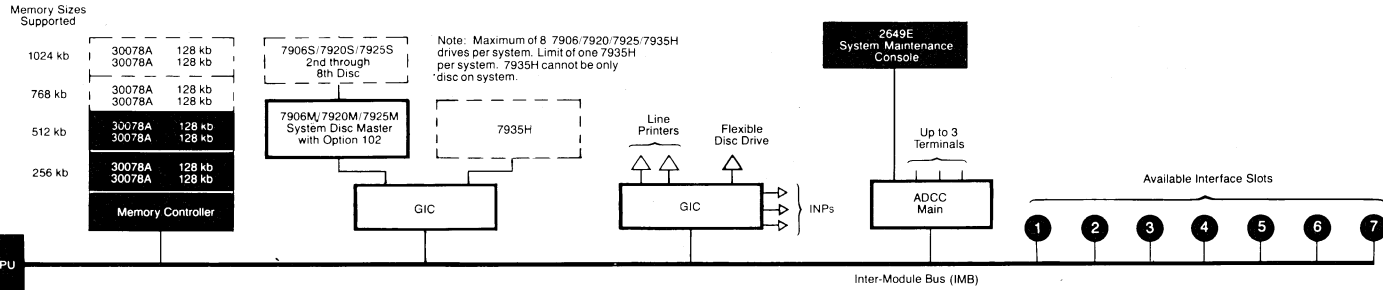 Memory Sizes
Supported
1024 kb
30078A 128 kb
30078A 128 kb
768 kb
30078A 128 kb
30078A 128 kb
512 kb
30078A 128 kb
30078A 128 kb
256 kb
30078A 128 kb
30078A 128 kb
Memory Controller
7906S/7920S/7925S
2nd through
8th Disc
7906M/7920M/7925M
System Disc Master
with Option 102
Note: Maximum of 8 7906/7920/7925/7935H
drives per system. Limit of one 7935H
per system. 7935H cannot be only
disc on system.
7935H
GIC
Line
Printers
Flexible
Disc Drive
GIC
INPs
2649E
System Maintenance
Console
Up to 3
Terminals
ADCC
Main
Available Interface Slots
1 2 3 4 5 6 7
PU
Inter-Module Bus (IMB)